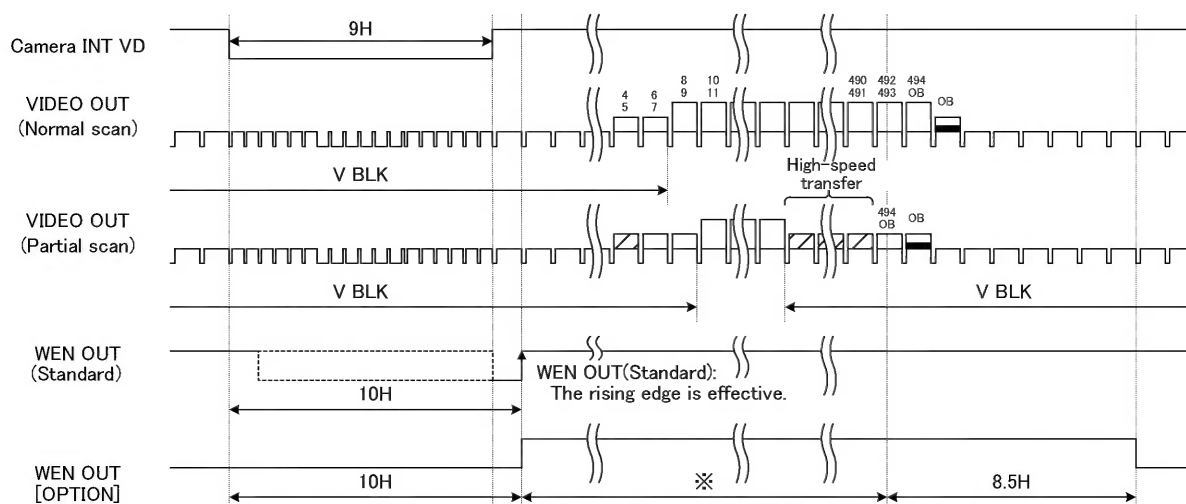 Camera INT VD
9H
VIDEO OUT
(Normal scan)
4
5
6
7
8
9
10
11
490
491
492
493
494
OB
OB
V BLK
High-speed
transfer
VIDEO OUT
(Partial scan)
494
OB
OB
V BLK
V BLK
WEN OUT
(Standard)
WEN OUT(Standard):
The rising edge is effective.
10H
WEN OUT
[OPTION]
10H
※
8.5H